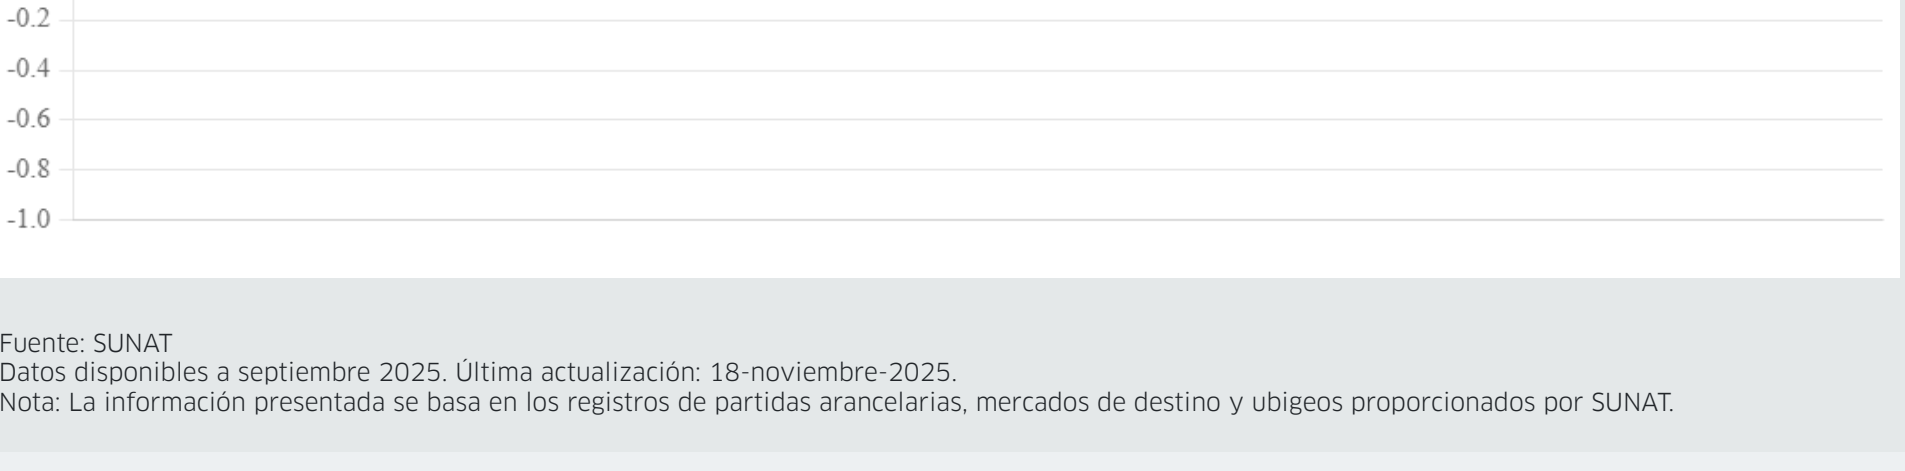 -0.2
-0.4
-0.6
-0.8
-1.0
Fuente: SUNAT
Datos disponibles a septiembre 2025. Última actualización: 18-noviembre-2025.
Nota: La información presentada se basa en los registros de partidas arancelarias, mercados de destino y ubigeos proporcionados por SUNAT.